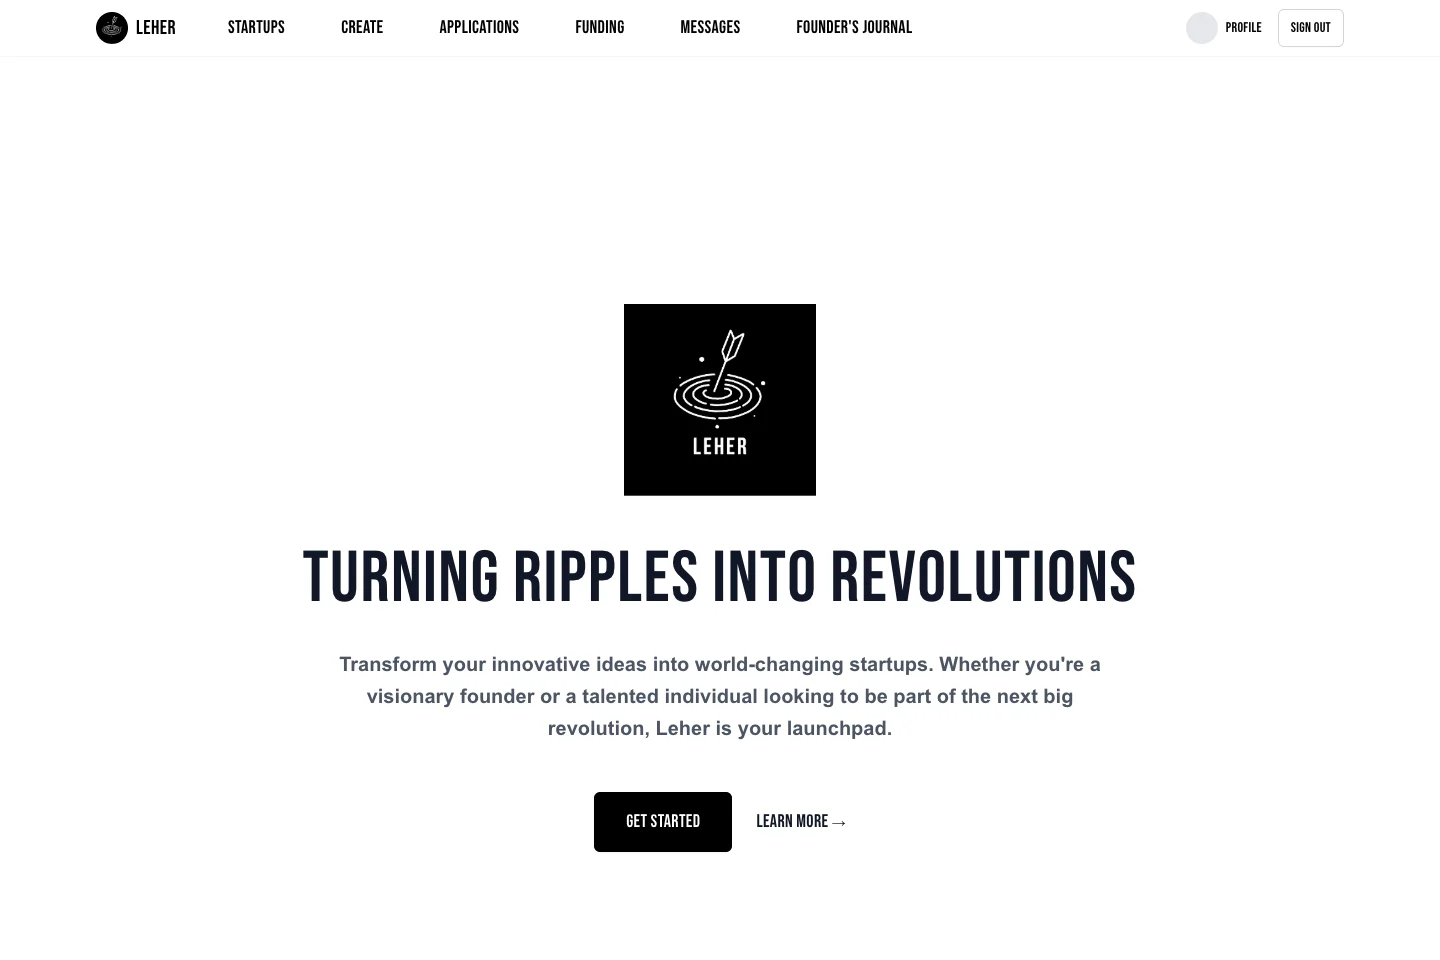 LEHER
STARTUPS
CREATE
APPLICATIONS
FUNDING
MESSAGES
FOUNDER'S JOURNAL
PROFILE
SIGN OUT
LEHER
TURNING RIPPLES INTO REVOLUTIONS
Transform your innovative ideas into world-changing startups. Whether you're a
visionary founder or a talented individual looking to be part of the next big
revolution, Leher is your launchpad.
GET STARTED
LEARN MORE →